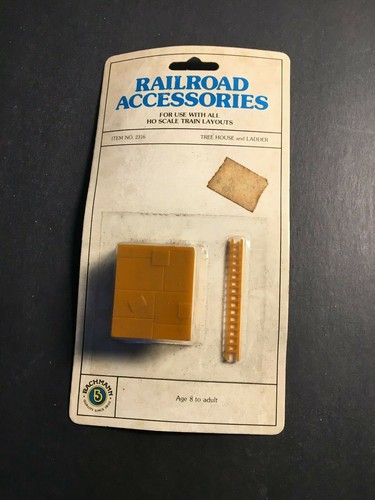 RAILROAD
ACCESSORIES
FOR USE WITH ALL
HO SCALE TRAIN LAYOUTS
ITEM NO. 2316 TREE HOUSE and LADDER
BACHMANN
Age 8 to adult